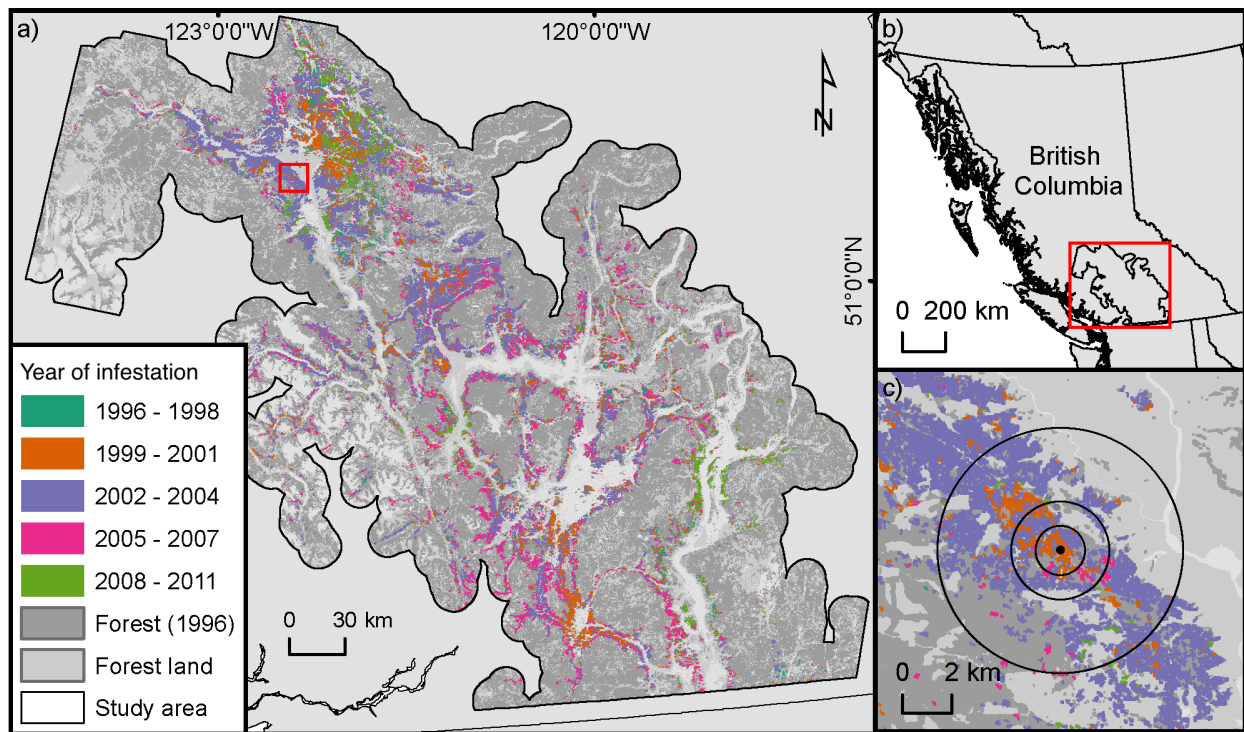 a)
123°0'0"W
120°0'0"W
N
51°0'0"N
Year of infestation
1996 - 1998
1999 - 2001
2002 - 2004
2005 - 2007
2008 - 2011
Forest (1996)
Forest land
Study area
0 30 km
b)
British
Columbia
0 200 km
c)
0 2 km